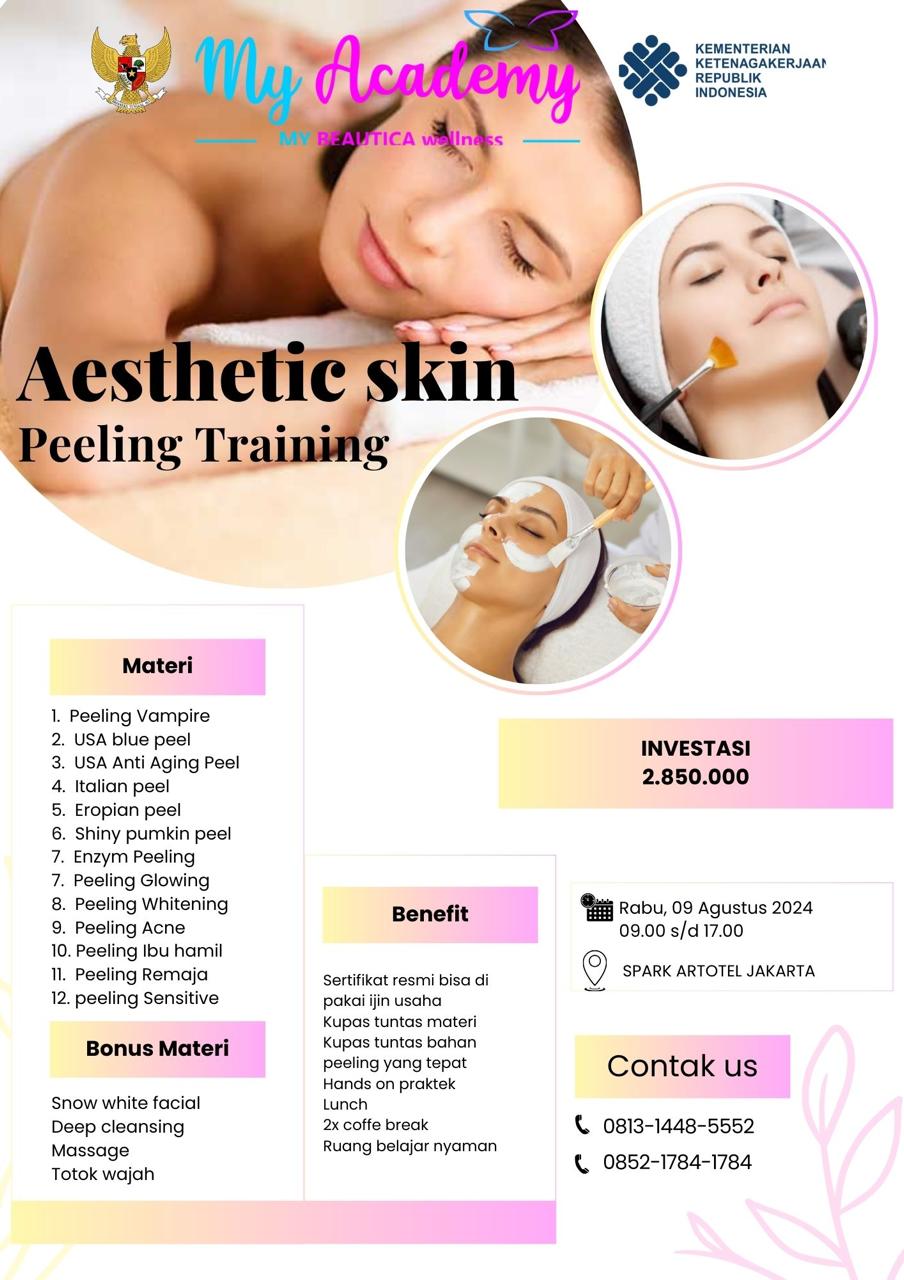 My Academy
MY BEAUTICA wellness
KEMENTERIAN
KETENAGAKERJAAN
REPUBLIK
INDONESIA
Aesthetic skin
Peeling Training
Materi
1. Peeling Vampire
2. USA blue peel
3. USA Anti Aging Peel
4. Italian peel
5. Eropian peel
6. Shiny pumkin peel
7. Enzym Peeling
7. Peeling Glowing
8. Peeling Whitening
9. Peeling Acne
10. Peeling Ibu hamil
11. Peeling Remaja
12. peeling Sensitive
Bonus Materi
Snow white facial
Deep cleansing
Massage
Totok wajah
Benefit
Sertifikat resmi bisa di
pakai ijin usaha
Kupas tuntas materi
Kupas tuntas bahan
peeling yang tepat
Hands on praktek
Lunch
2x coffe break
Ruang belajar nyaman
INVESTASI
2.850.000
Rabu, 09 Agustus 2024
09.00 s/d 17.00
SPARK ARTOTEL JAKARTA
Contak us
0813-1448-5552
0852-1784-1784